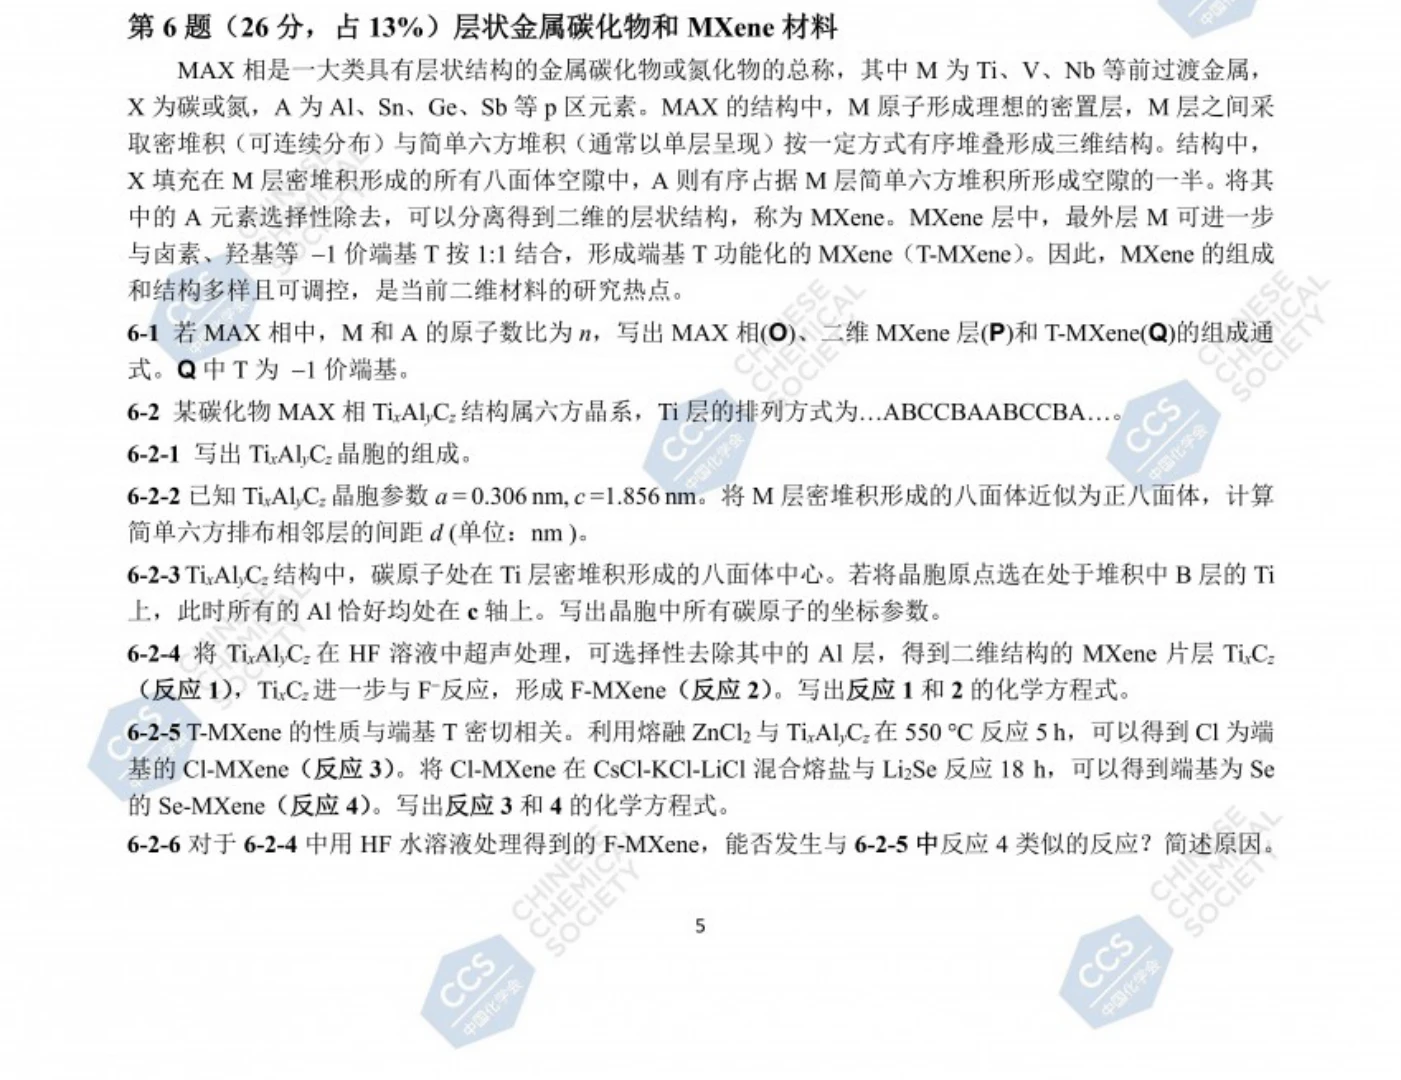 第 6 题（26 分，占 13%）层状金属碳化物和 MXene 材料
MAX 相是一大类具有层状结构的金属碳化物或氮化物的总称，其中 M 为 Ti、V、Nb 等前过渡金属，
X 为碳或氮，A 为 Al、Sn、Ge、Sb 等 p 区元素。MAX 的结构中，M 原子形成理想的密置层，M 层之间采
取密堆积（可连续分布）与简单六方堆积（通常以单层呈现）按一定方式有序堆叠形成三维结构。结构中，
X 填充在 M 层密堆积形成的所有八面体空隙中，A 则有序占据 M 层简单六方堆积所形成空隙的一半。将其
中的 A 元素选择性除去，可以分离得到二维的层状结构，称为 MXene。MXene 层中，最外层 M 可进一步
与卤素、羟基等 −1 价端基 T 按 1:1 结合，形成端基 T 功能化的 MXene（T-MXene）。因此，MXene 的组成
和结构多样且可调控，是当前二维材料的研究热点。
6-1 若 MAX 相中，M 和 A 的原子数比为 n，写出 MAX 相(O)、二维 MXene 层(P)和 T-MXene(Q)的组成通
式。Q 中 T 为 −1 价端基。
6-2 某碳化物 MAX 相 TiₓAlᵧC_z 结构属六方晶系，Ti 层的排列方式为…ABCCBAABCCBA…。
6-2-1 写出 TiₓAlᵧC_z 晶胞的组成。
6-2-2 已知 TiₓAlᵧC_z 晶胞参数 a = 0.306 nm, c =1.856 nm。将 M 层密堆积形成的八面体近似为正八面体，计算
简单六方排布相邻层的间距 d (单位：nm )。
6-2-3 TiₓAlᵧC_z 结构中，碳原子处在 Ti 层密堆积形成的八面体中心。若将晶胞原点选在处于堆积中 B 层的 Ti
上，此时所有的 Al 恰好均处在 c 轴上。写出晶胞中所有碳原子的坐标参数。
6-2-4 将 TiₓAlᵧC_z 在 HF 溶液中超声处理，可选择性去除其中的 Al 层，得到二维结构的 MXene 片层 TiₓC_z
（反应 1），TiₓC_z 进一步与 F⁻反应，形成 F-MXene（反应 2）。写出反应 1 和 2 的化学方程式。
6-2-5 T-MXene 的性质与端基 T 密切相关。利用熔融 ZnCl₂ 与 TiₓAlᵧC_z 在 550 °C 反应 5 h，可以得到 Cl 为端
基的 Cl-MXene（反应 3）。将 Cl-MXene 在 CsCl-KCl-LiCl 混合熔盐与 Li₂Se 反应 18 h，可以得到端基为 Se
的 Se-MXene（反应 4）。写出反应 3 和 4 的化学方程式。
6-2-6 对于 6-2-4 中用 HF 水溶液处理得到的 F-MXene，能否发生与 6-2-5 中反应 4 类似的反应？简述原因。
5
CCS
中国化学会
CHINESE
CHEMICAL
SOCIETY